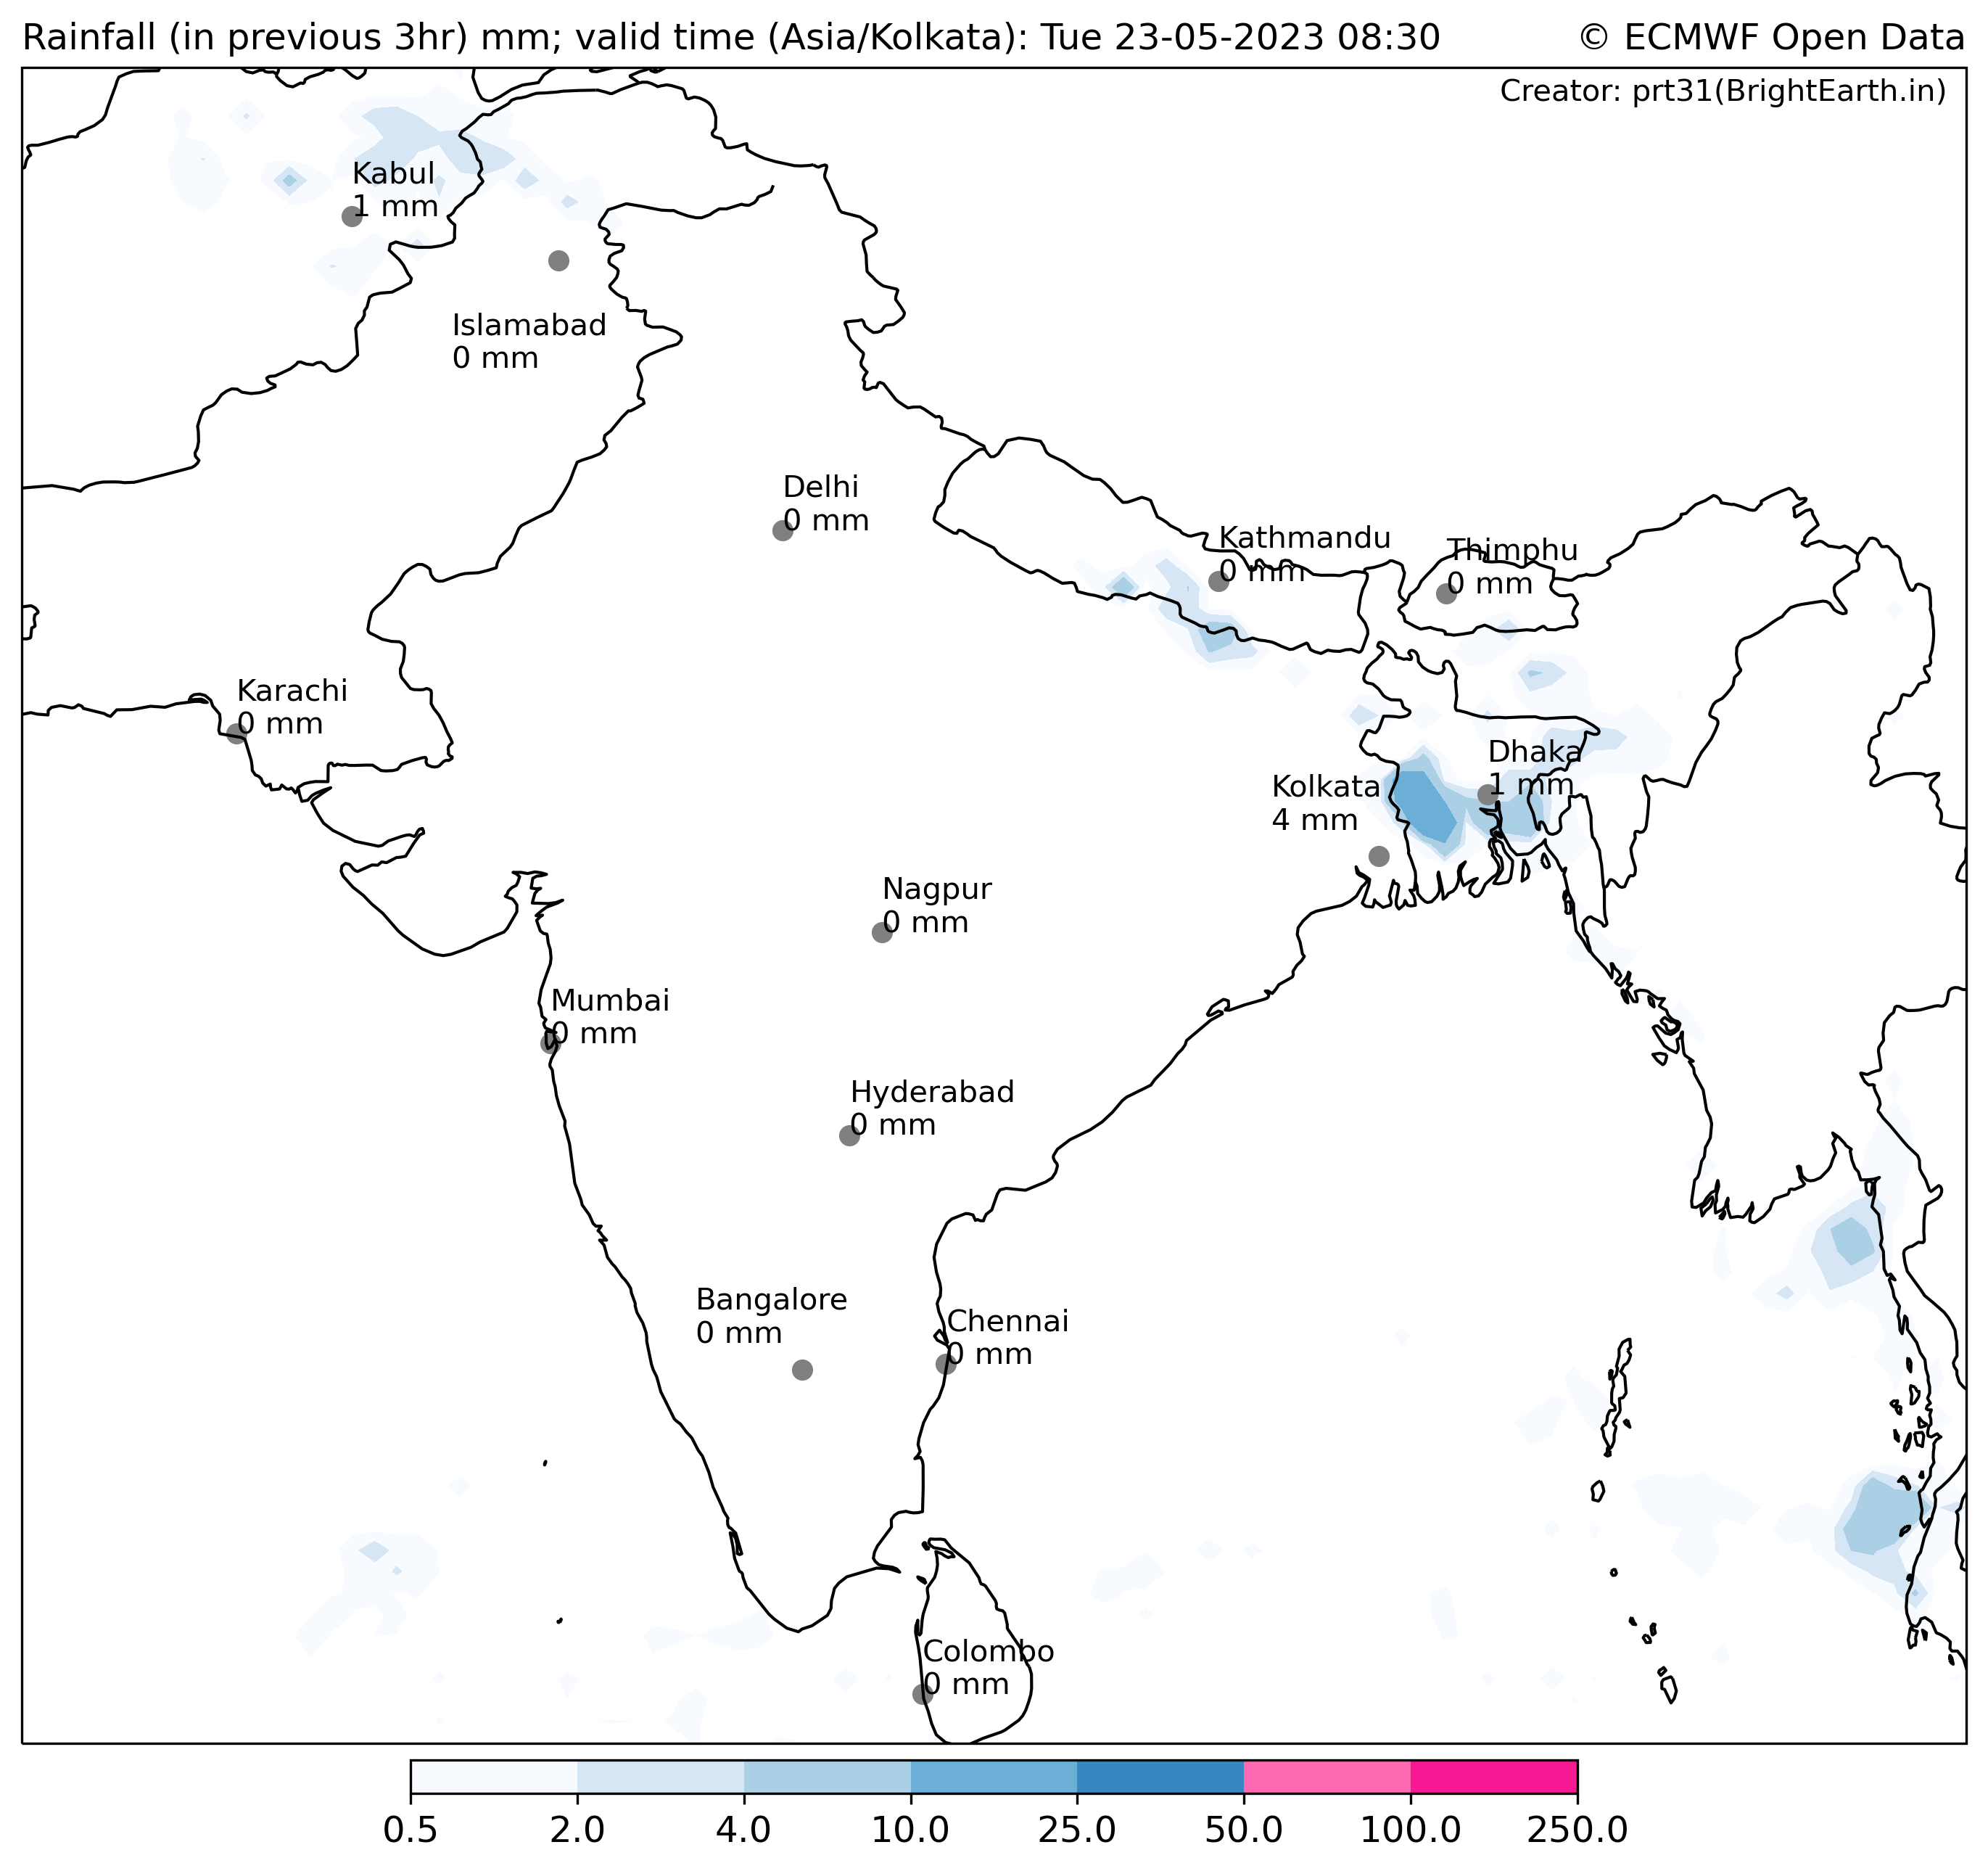 Rainfall (in previous 3hr) mm; valid time (Asia/Kolkata): Tue 23-05-2023 08:30
© ECMWF Open Data
Creator: prt31(BrightEarth.in)
Kabul
1 mm
Islamabad
0 mm
Delhi
0 mm
Kathmandu
0 mm
Thimphu
0 mm
Karachi
0 mm
Dhaka
1 mm
Kolkata
4 mm
Nagpur
0 mm
Mumbai
0 mm
Hyderabad
0 mm
Bangalore
0 mm
Chennai
0 mm
Colombo
0 mm
0.5 2.0 4.0 10.0 25.0 50.0 100.0 250.0